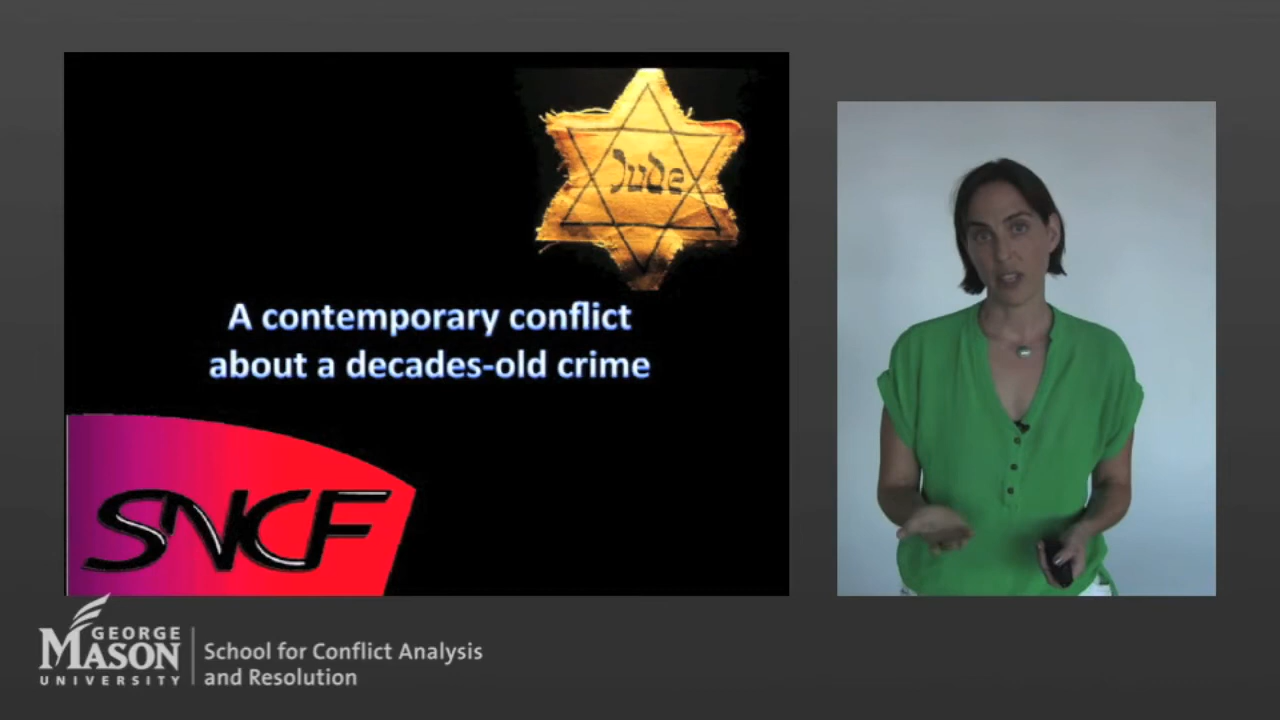 Jude
A contemporary conflict
about a decades-old crime
SNCF
GEORGE
MASON
UNIVERSITY
School for Conflict Analysis
and Resolution